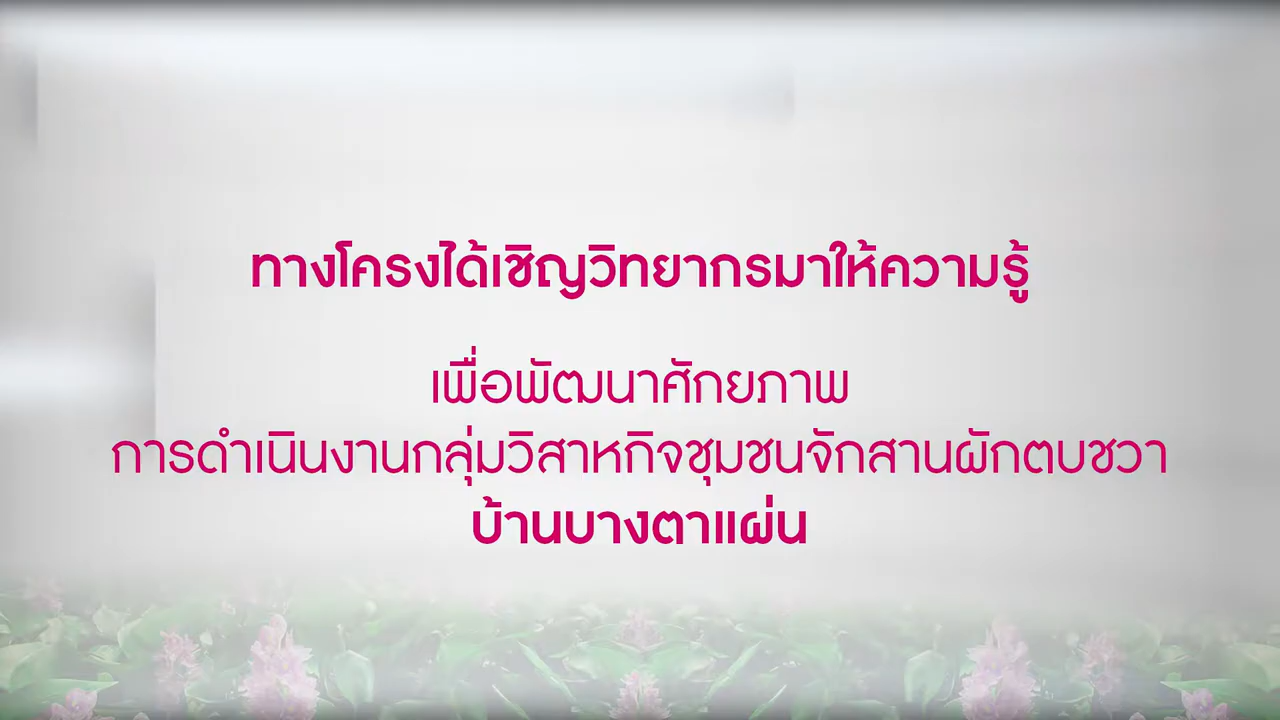 ทางโครงได้เชิญวิทยากรมาให้ความรู้
เพื่อพัฒนาศักยภาพ
การดำเนินงานกลุ่มวิสาหกิจชุมชนจักสานผักตบชวา
บ้านบางตาแผ่น